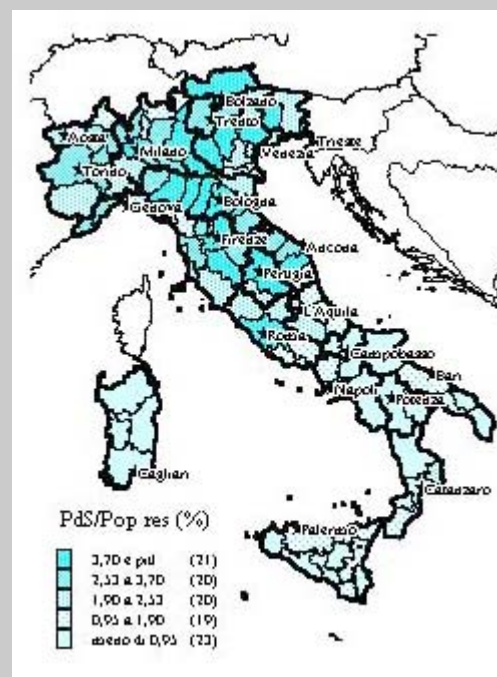 Bolzano
Trento
Aosta
Milano
Venezia
Trieste
Torino
Genova
Bologna
Firenze
Ancona
Perugia
L'Aquila
Roma
Campobasso
Bari
Napoli
Potenza
Cagliari
Catanzaro
Palermo
PdS/Pop res (%)
3,70 e più (21)
2,53 a 3,70 (20)
1,90 a 2,53 (20)
0,95 a 1,90 (19)
meno di 0,95 (23)